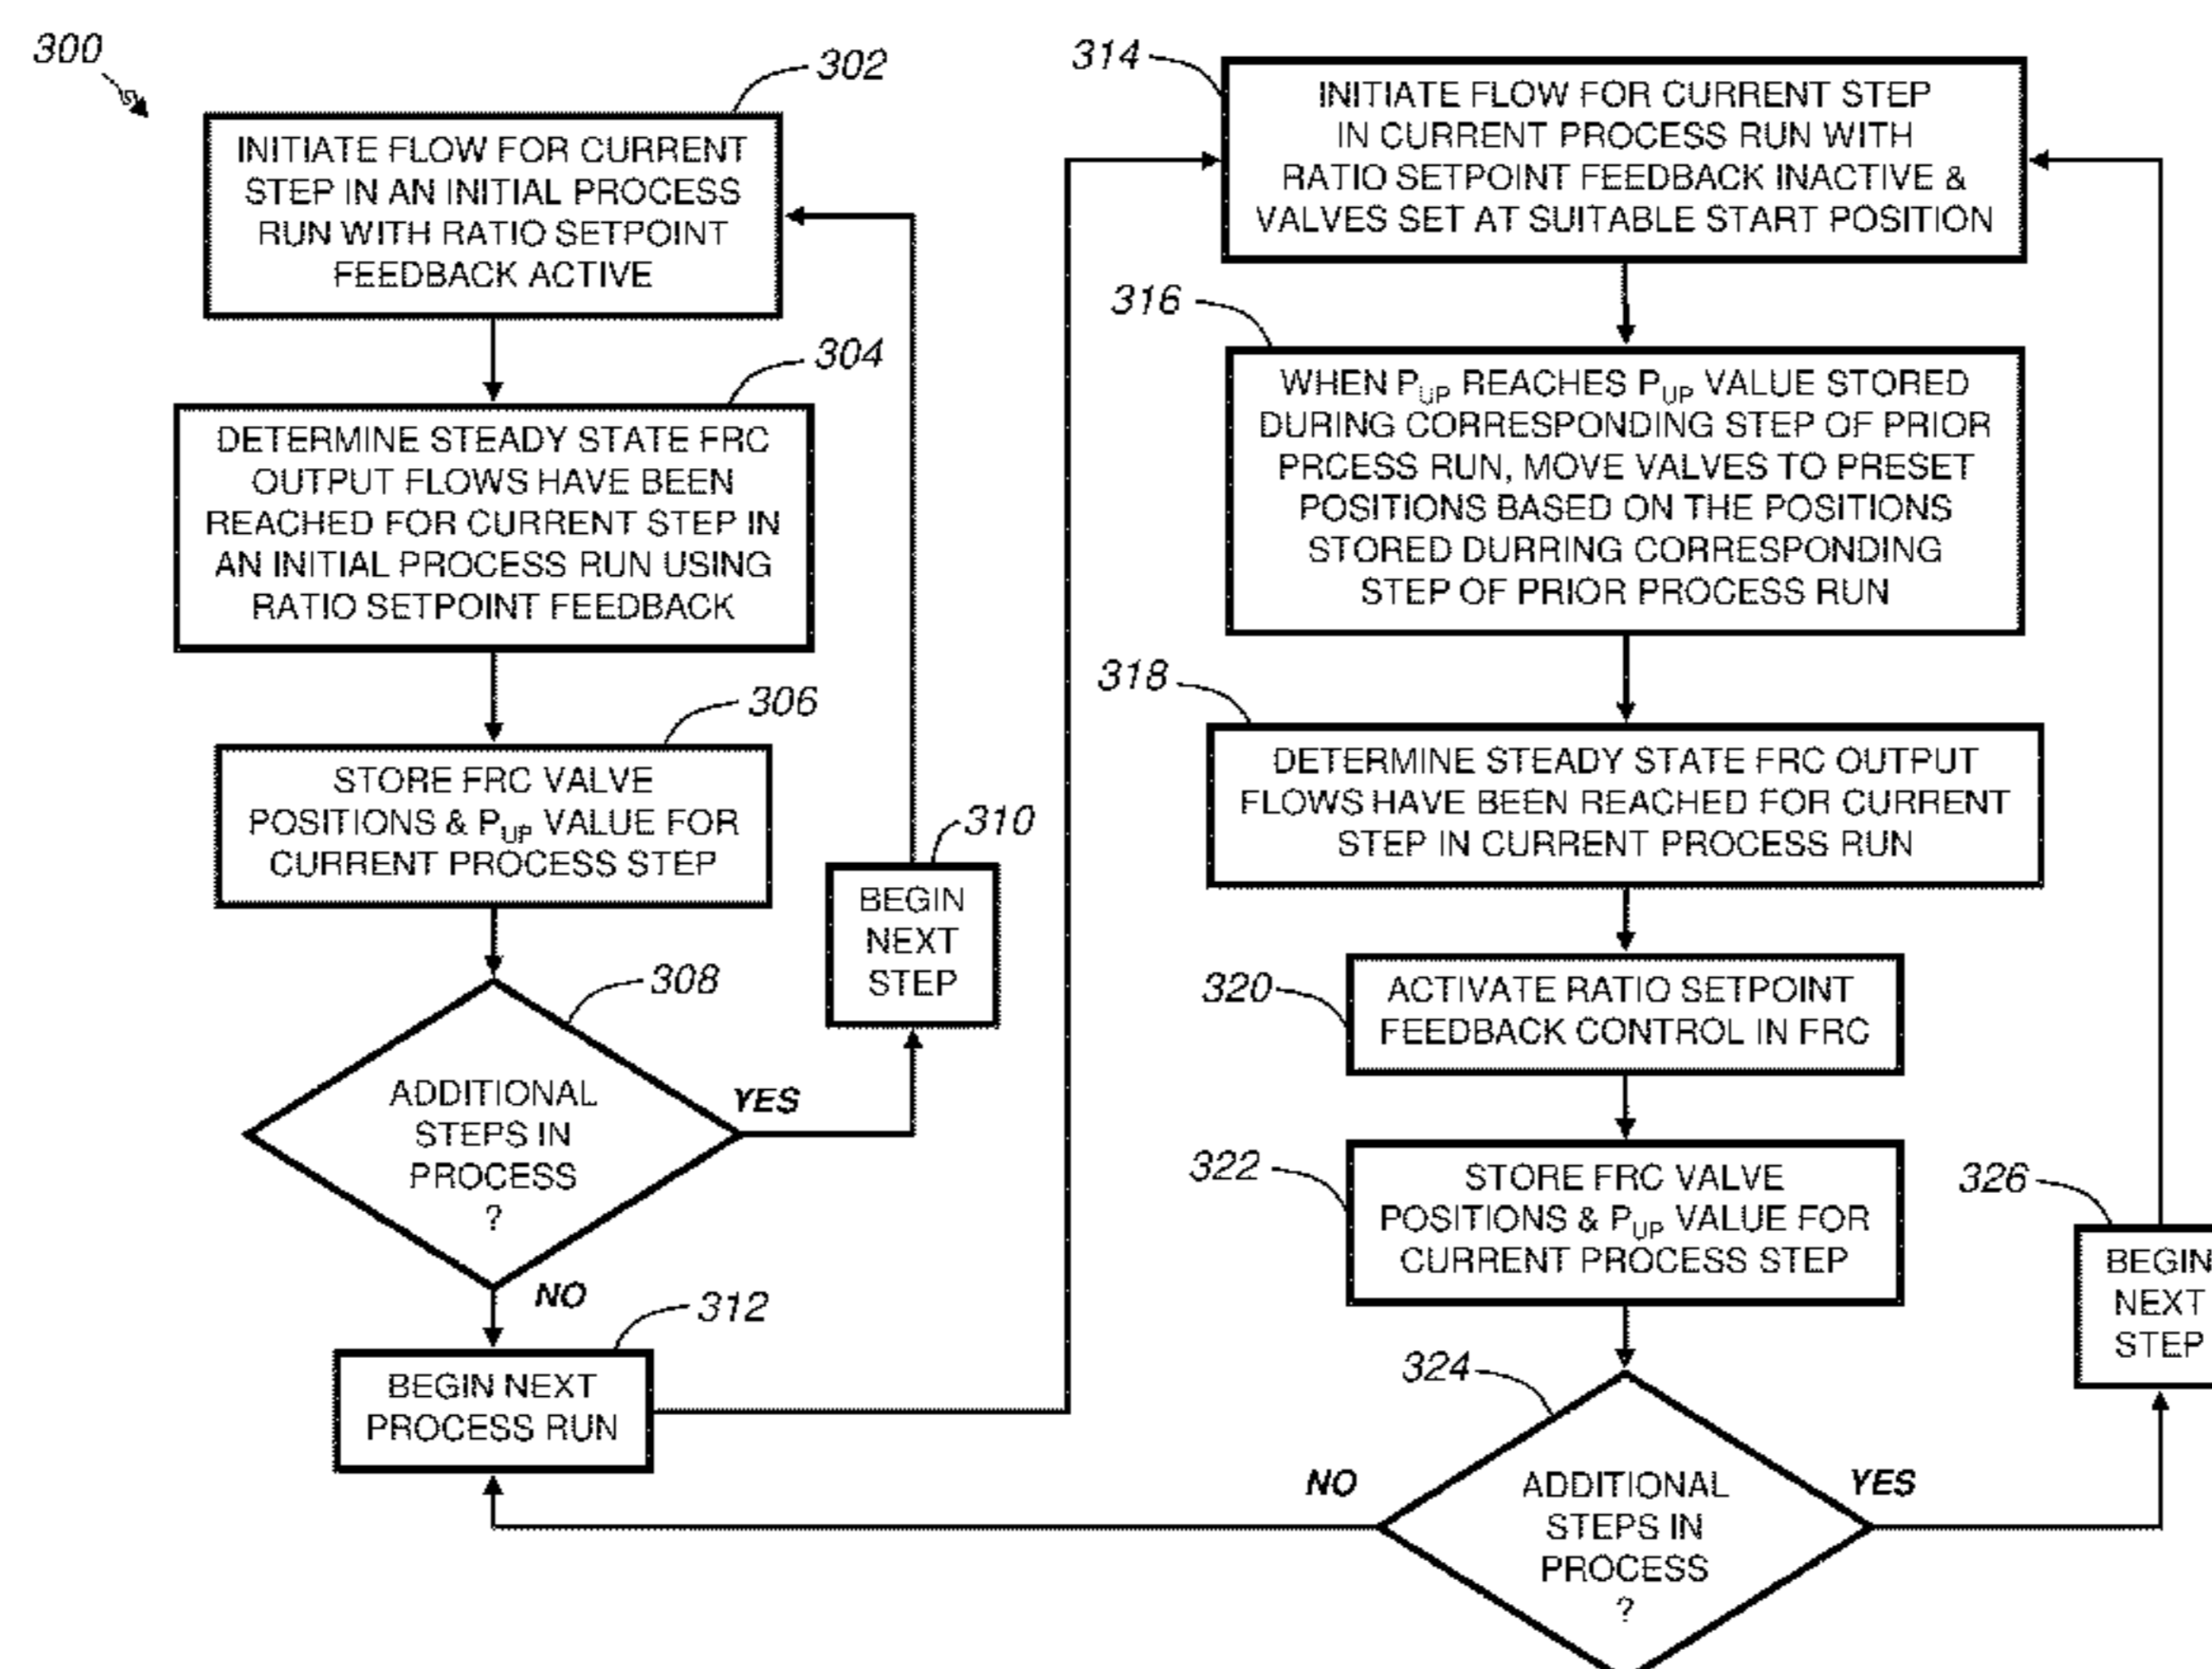 300
302
INITIATE FLOW FOR CURRENT
STEP IN AN INITIAL PROCESS
RUN WITH RATIO SETPOINT
FEEDBACK ACTIVE
304
DETERMINE STEADY STATE FRC
OUTPUT FLOWS HAVE BEEN
REACHED FOR CURRENT STEP IN
AN INITIAL PROCESS RUN USING
RATIO SETPOINT FEEDBACK
306
STORE FRC VALVE
POSITIONS & PUP VALUE FOR
CURRENT PROCESS STEP
308
ADDITIONAL
STEPS IN
PROCESS
?
YES
NO
310
BEGIN
NEXT
STEP
312
BEGIN NEXT
PROCESS RUN
314
INITIATE FLOW FOR CURRENT STEP
IN CURRENT PROCESS RUN WITH
RATIO SETPOINT FEEDBACK INACTIVE &
VALVES SET AT SUITABLE START POSITION
316
WHEN PUP REACHES PUP VALUE STORED
DURING CORRESPONDING STEP OF PRIOR
PRCESS RUN, MOVE VALVES TO PRESET
POSITIONS BASED ON THE POSITIONS
STORED DURRING CORRESPONDING
STEP OF PRIOR PROCESS RUN
318
DETERMINE STEADY STATE FRC OUTPUT
FLOWS HAVE BEEN REACHED FOR CURRENT
STEP IN CURRENT PROCESS RUN
320
ACTIVATE RATIO SETPOINT
FEEDBACK CONTROL IN FRC
322
STORE FRC VALVE
POSITIONS & PUP VALUE FOR
CURRENT PROCESS STEP
324
ADDITIONAL
STEPS IN
PROCESS
?
NO
YES
326
BEGIN
NEXT
STEP